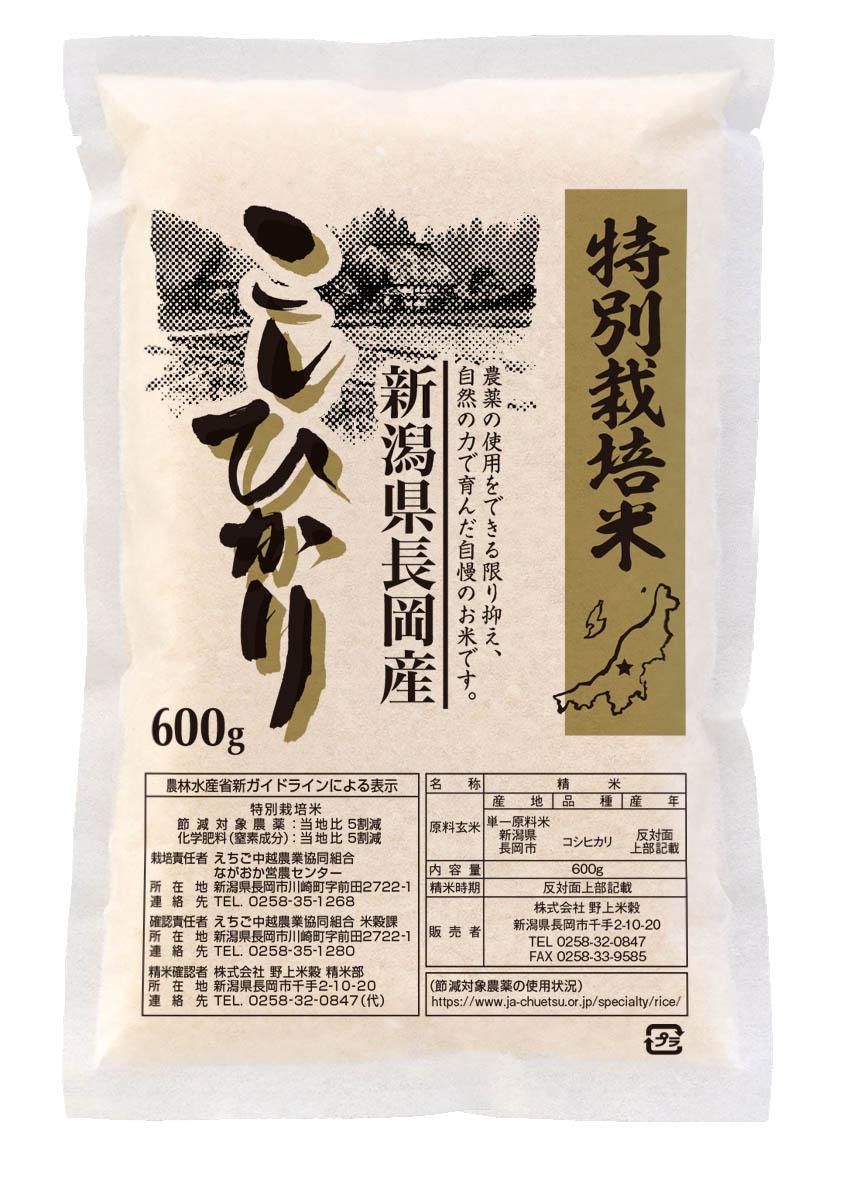 特別栽培米
農薬の使用をできる限り抑え、
自然の力で育んだ自慢のお米です。
新潟県長岡産
こしひかり
600g
農林水産省新ガイドラインによる表示
特別栽培米
節減対象農薬：当地比 5割減
化学肥料(窒素成分)：当地比 5割減
栽培責任者 えちご中越農業協同組合
ながおか営農センター
所在地 新潟県長岡市川崎町字前田2722-1
連絡先 TEL. 0258-35-1268
確認責任者 えちご中越農業協同組合 米穀課
所在地 新潟県長岡市川崎町字前田2722-1
連絡先 TEL. 0258-35-1280
精米確認者 株式会社 野上米穀 精米部
所在地 新潟県長岡市千手2-10-20
連絡先 TEL. 0258-32-0847(代)
名称 精米
原料玄米 産地 品種 産年
単一原料米
新潟県
長岡市
コシヒカリ
反対面
上部記載
内容量 600g
精米時期 反対面上部記載
販売者 株式会社 野上米穀
新潟県長岡市千手2-10-20
TEL 0258-32-0847
FAX 0258-33-9585
(節減対象農薬の使用状況)
https://www.ja-chuetsu.or.jp/specialty/rice/
プラ